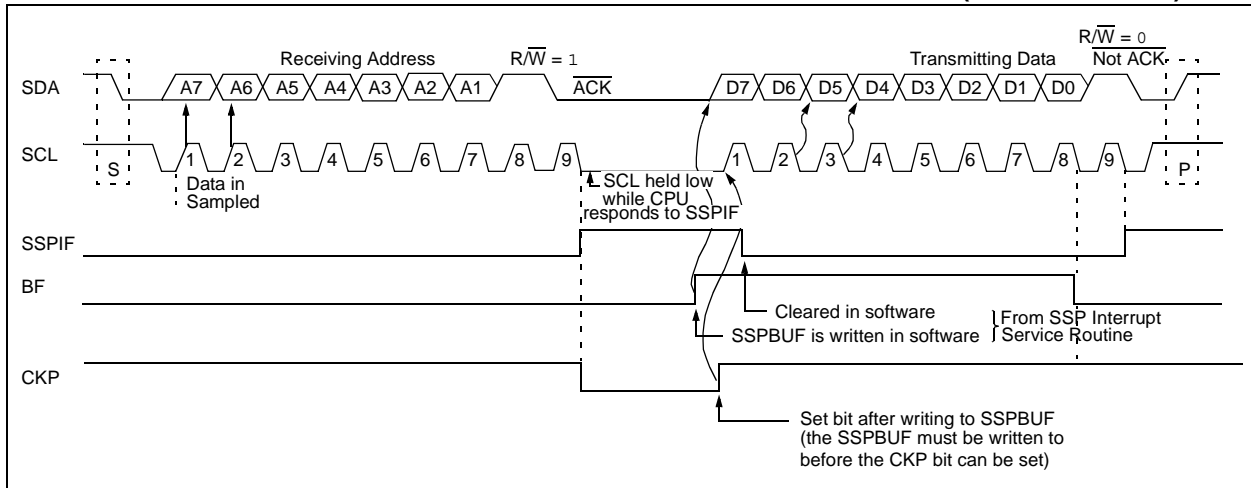 R/W = 0
Receiving Address
R/W = 1
Transmitting Data
Not ACK
SDA
A7 A6 A5 A4 A3 A2 A1
ACK
D7 D6 D5 D4 D3 D2 D1 D0
SCL
S
1 2 3 4 5 6 7 8 9
1 2 3 4 5 6 7 8 9
P
Data in
Sampled
SCL held low
while CPU
responds to SSPIF
SSPIF
BF
Cleared in software
SSPBUF is written in software
From SSP Interrupt
Service Routine
CKP
Set bit after writing to SSPBUF
(the SSPBUF must be written to
before the CKP bit can be set)